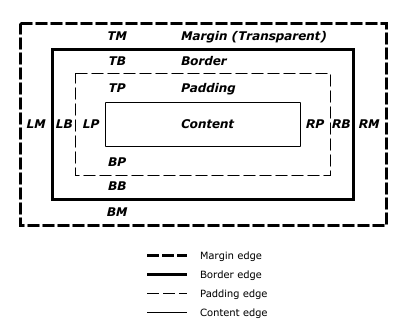 TM Margin (Transparent)
TB Border
TP Padding
LM LB LP Content RP RB RM
BP
BB
BM
Margin edge
Border edge
Padding edge
Content edge